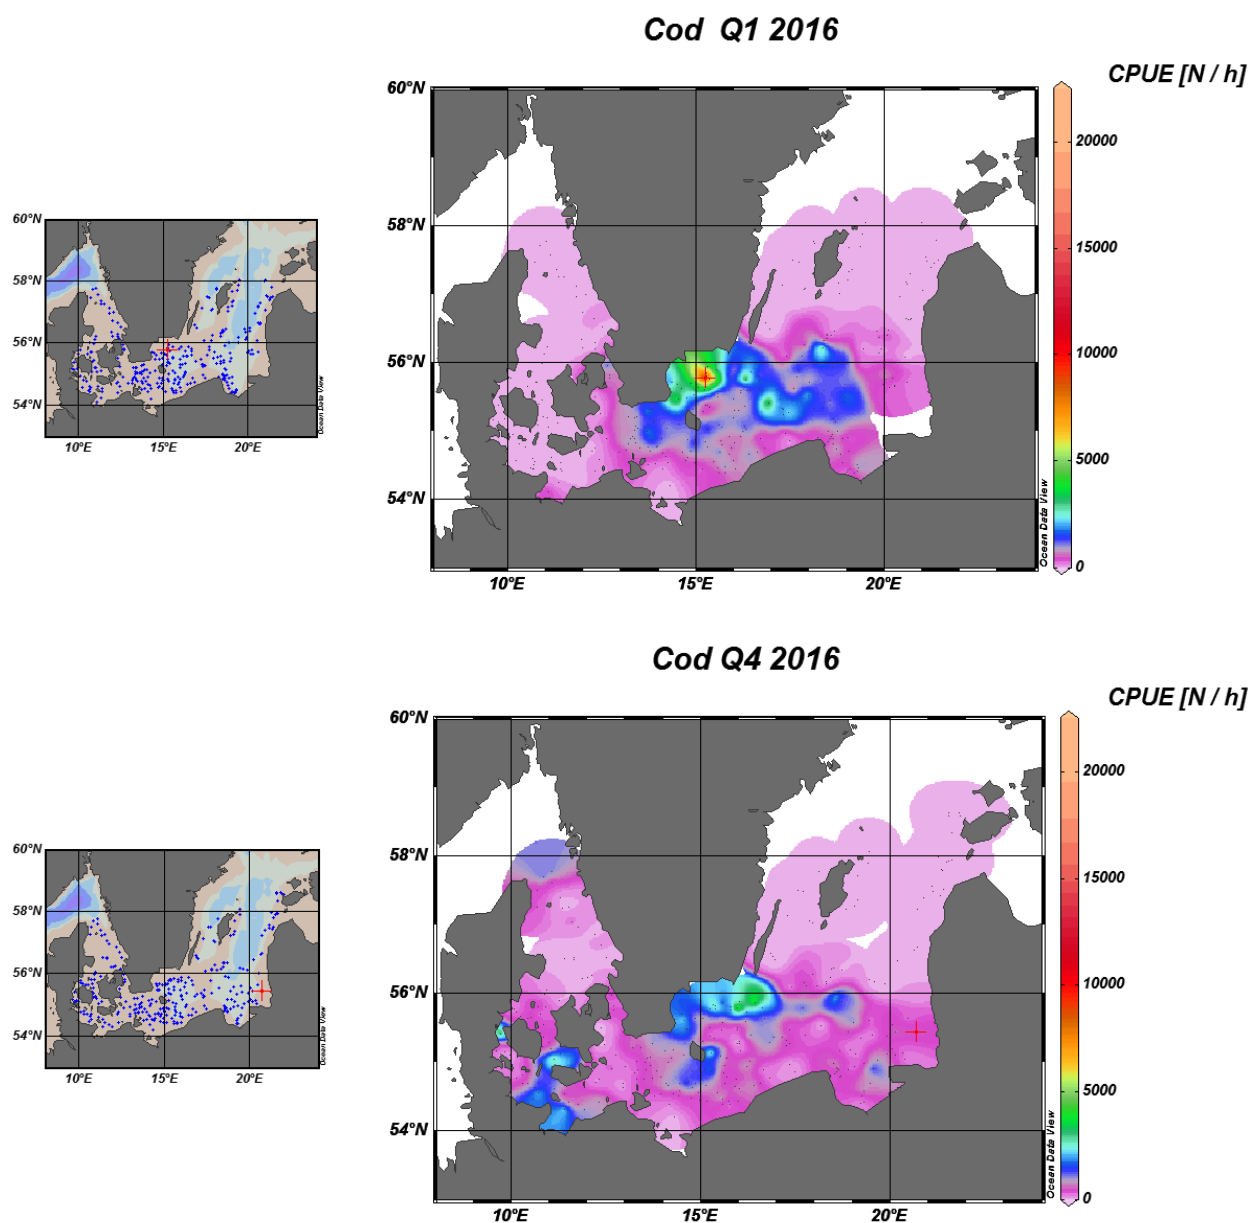 Cod Q1 2016
CPUE [N / h]
60°N
58°N
56°N
54°N
10°E
15°E
20°E
Ocean Data View
60°N
58°N
56°N
54°N
10°E
15°E
20°E
Ocean Data View
20000
15000
10000
5000
0
Cod Q4 2016
CPUE [N / h]
60°N
58°N
56°N
54°N
10°E
15°E
20°E
Ocean Data View
60°N
58°N
56°N
54°N
10°E
15°E
20°E
Ocean Data View
20000
15000
10000
5000
0